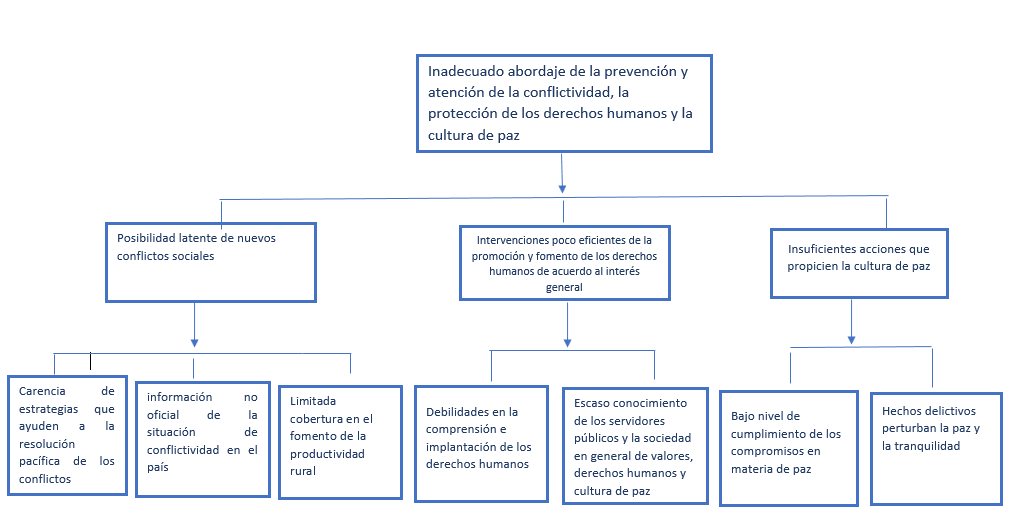 Inadecuado abordaje de la prevención y
atención de la conflictividad, la
protección de los derechos humanos y la
cultura de paz
Posibilidad latente de nuevos
conflictos sociales
Intervenciones poco eficientes de la
promoción y fomento de los derechos
humanos de acuerdo al interés
general
Insuficientes acciones que
propicien la cultura de paz
Carencia de
estrategias que
ayuden a la
resolución
pacífica de los
conflictos
información no
oficial de la
situación de
conflictividad en el
país
Limitada
cobertura en el
fomento de la
productividad
rural
Debilidades en la
comprensión e
implantación de los
derechos humanos
Escaso conocimiento
de los servidores
públicos y la sociedad
en general de valores,
derechos humanos y
cultura de paz
Bajo nivel de
cumplimiento de los
compromisos en
materia de paz
Hechos delictivos
perturban la paz y
la tranquilidad